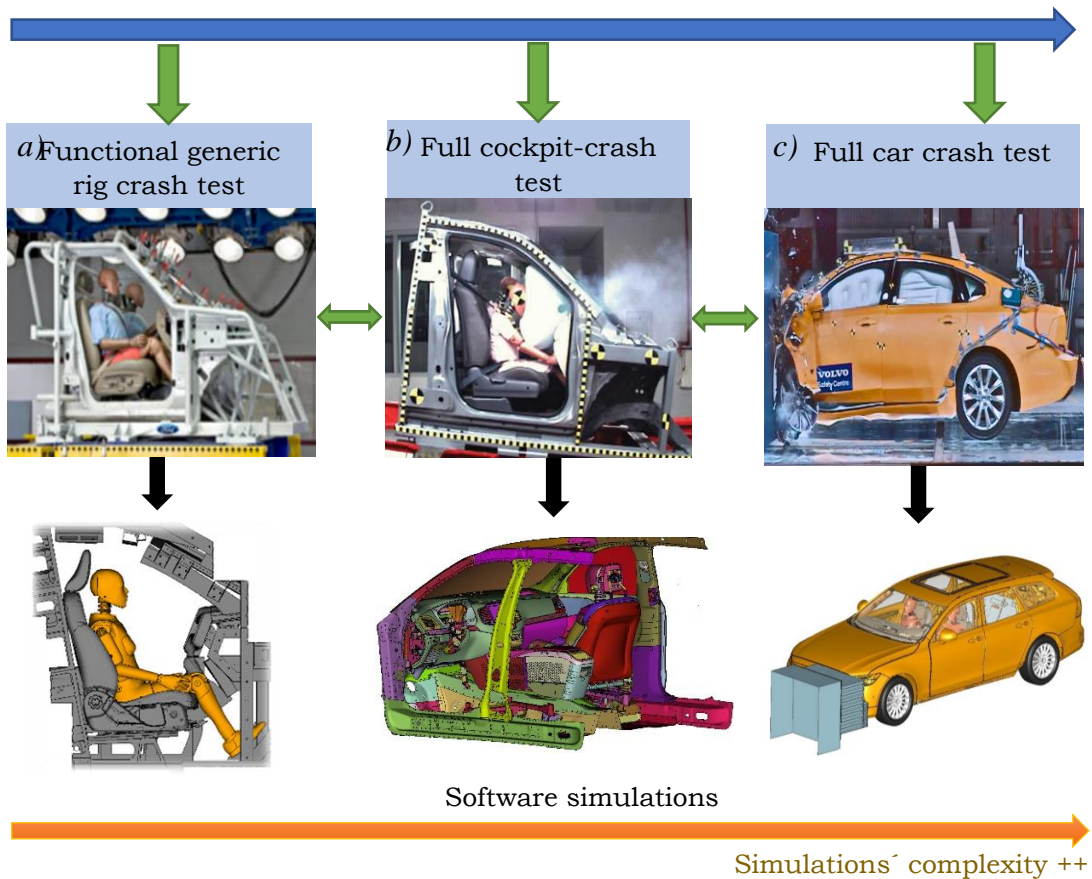 a) Functional generic
rig crash test
b) Full cockpit-crash
test
c) Full car crash test
Ford
VOLVO
Safety Centre
Software simulations
Simulations´ complexity ++